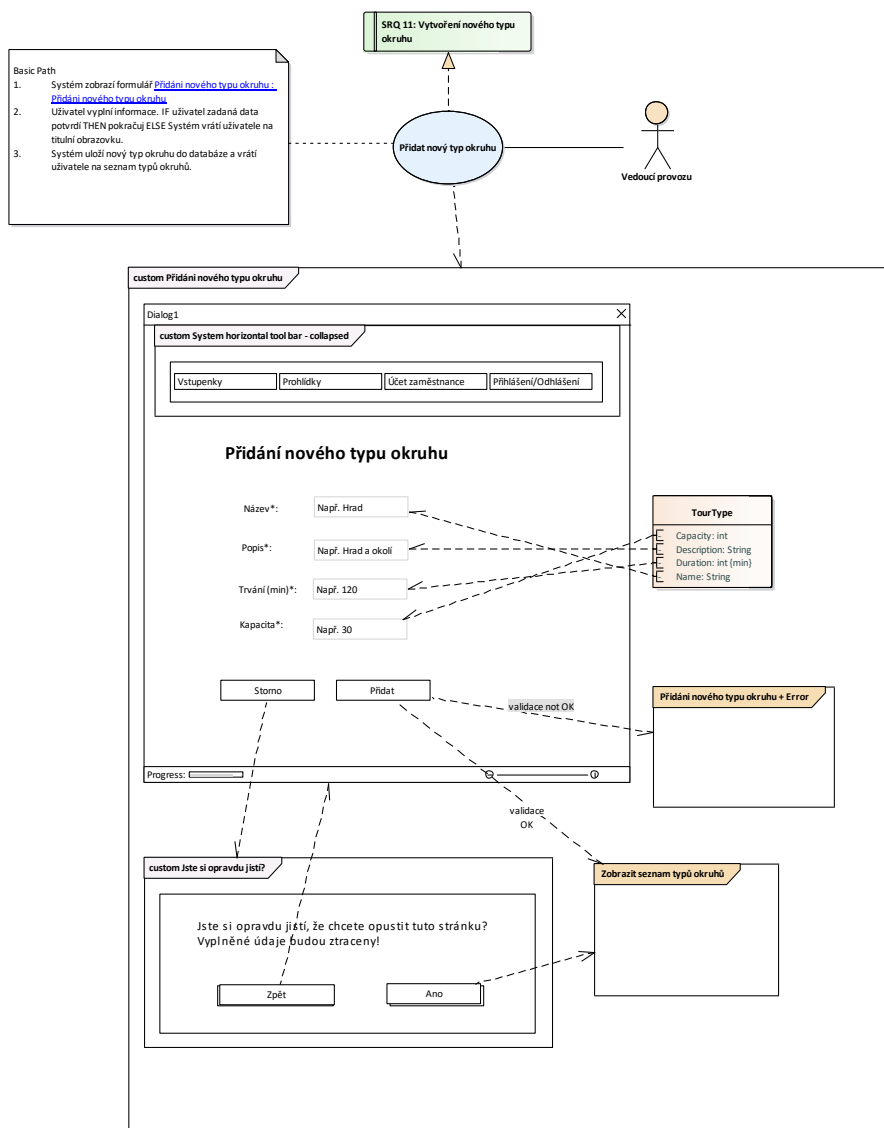 SRQ 11: Vytvoření nového typu
okruhu
Basic Path
1. Systém zobrazí formulář Přidání nového typu okruhu :
Přidání nového typu okruhu
2. Uživatel vyplní informace. IF uživatel zadaná data
potvrdí THEN pokračuj ELSE Systém vrátí uživatele na
titulní obrazovku.
3. Systém uloží nový typ okruhu do databáze a vrátí
uživatele na seznam typů okruhů.
Přidat nový typ okruhu
Vedoucí provozu
custom Přidání nového typu okruhu
Dialog1
custom System horizontal tool bar - collapsed
Vstupenky Prohlídky Účet zaměstnance Přihlášení/Odhlášení
Přidání nového typu okruhu
Název*: Např. Hrad
Popis*: Např. Hrad a okolí
Trvání (min)*: Např. 120
Kapacita*: Např. 30
TourType
Capacity: int
Description: String
Duration: int {min}
Name: String
Storno Přidat
validace not OK
Přidání nového typu okruhu + Error
Progress:
validace
OK
custom Jste si opravdu jistí?
Jste si opravdu jistí, že chcete opustit tuto stránku?
Vyplněné údaje budou ztraceny!
Zpět Ano
Zobrazit seznam typů okruhů